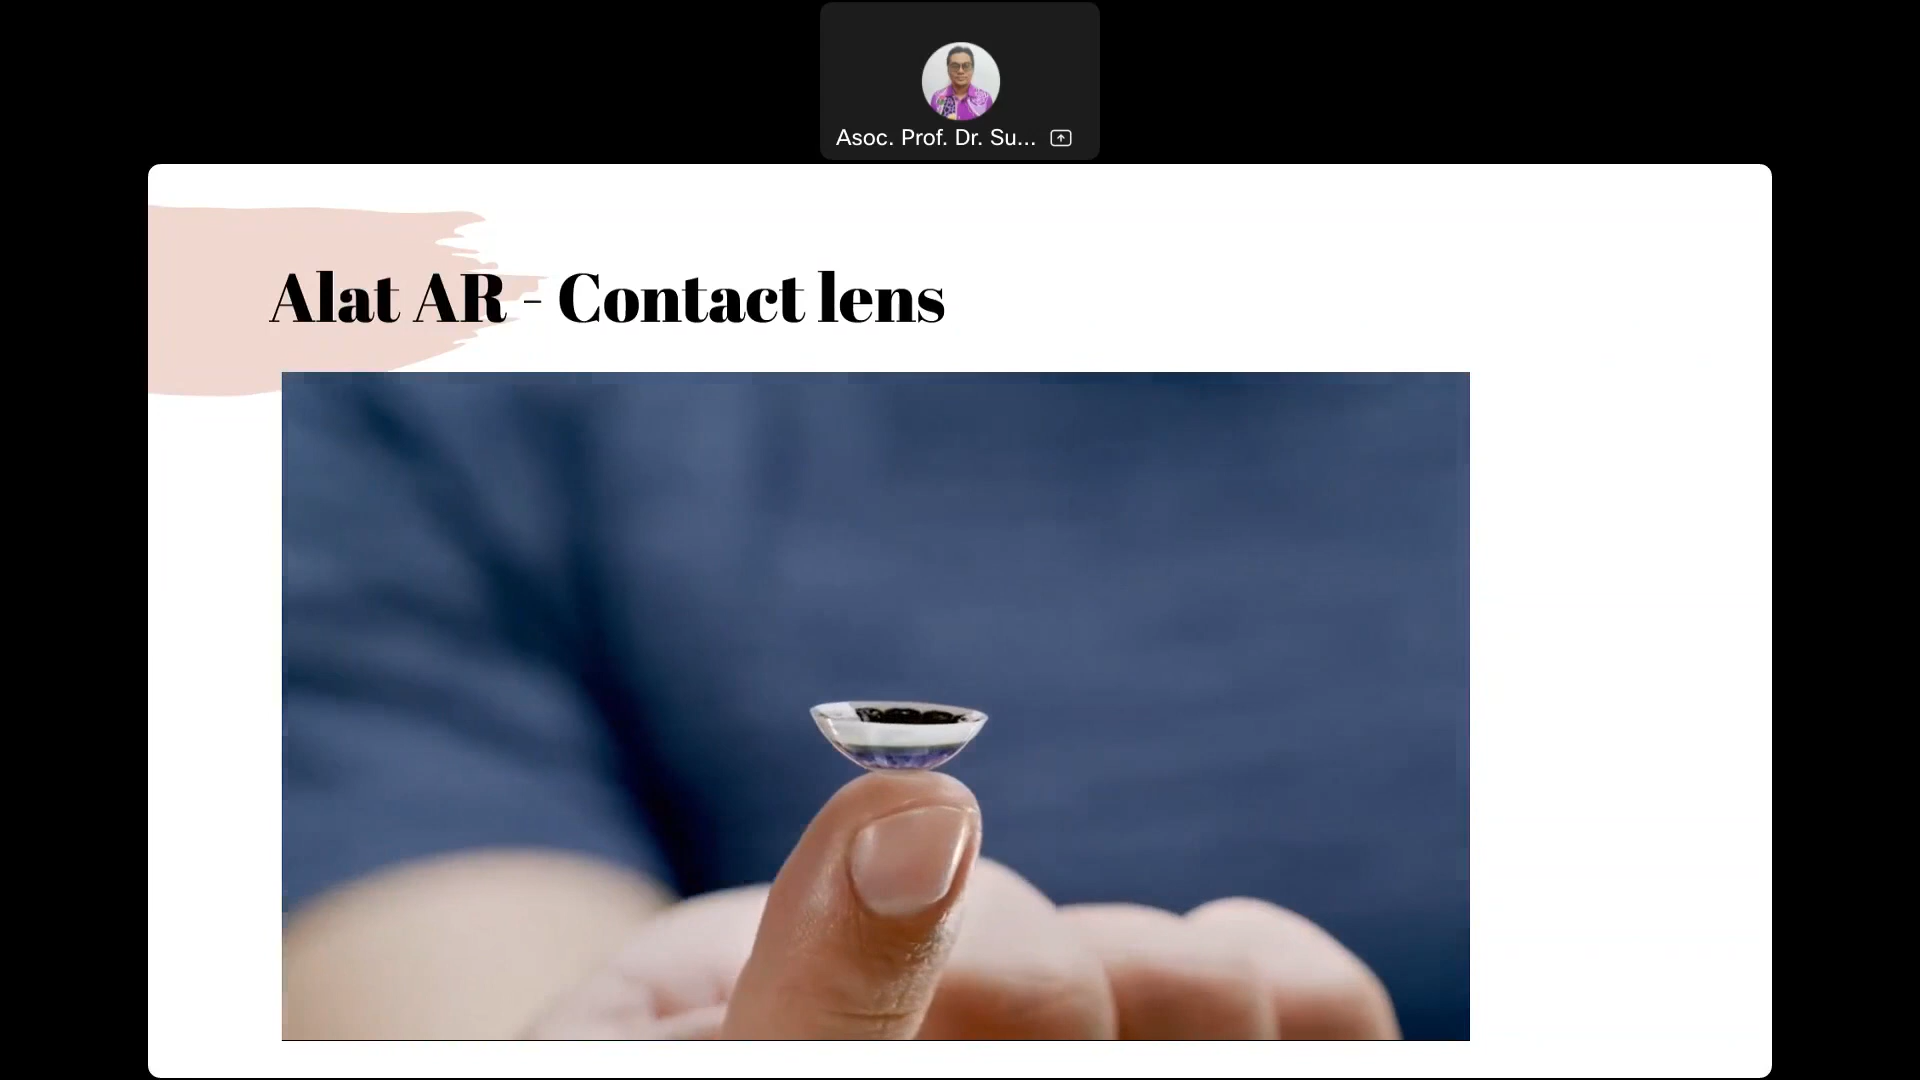 Asoc. Prof. Dr. Su...
Alat AR - Contact lens